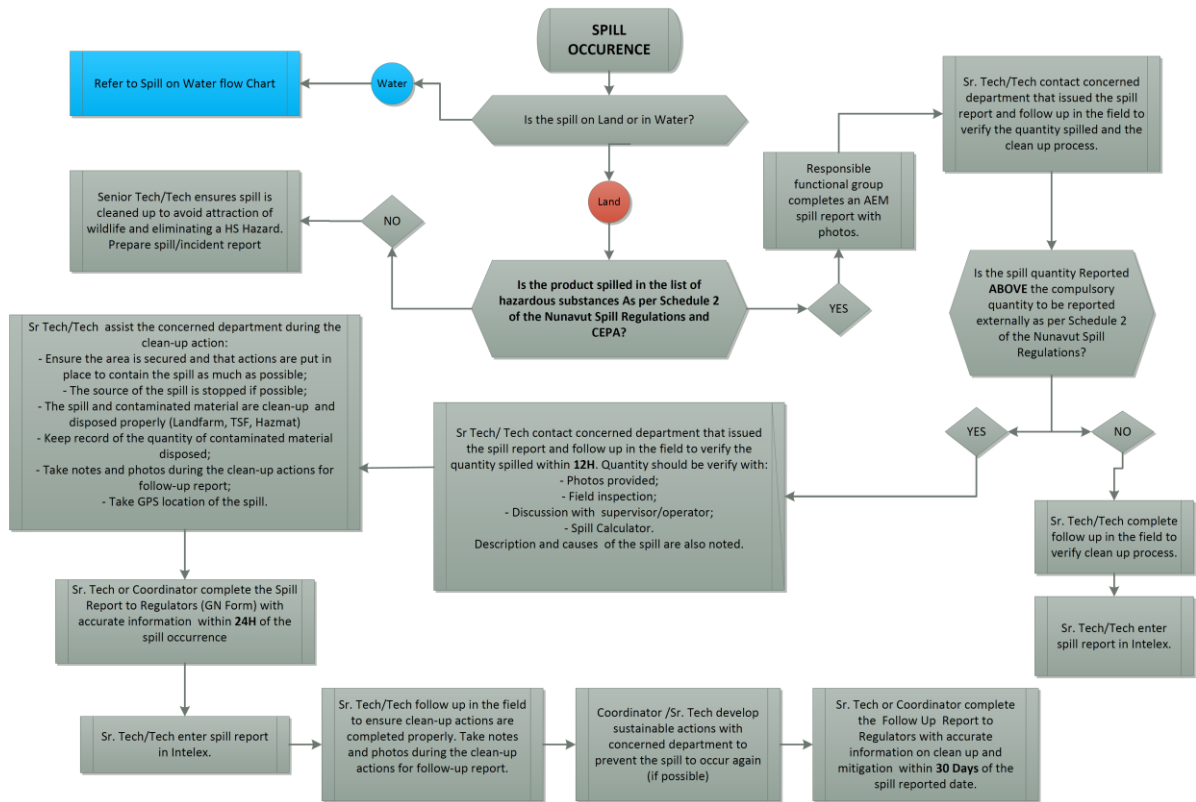 SPILL
OCCURENCE
Refer to Spill on Water flow Chart
Water
Is the spill on Land or in Water?
Sr. Tech/Tech contact concerned
department that issued the spill
report and follow up in the field to
verify the quantity spilled and the
clean up process.
Senior Tech/Tech ensures spill is
cleaned up to avoid attraction of
wildlife and eliminating a HS Hazard.
Prepare spill/incident report
NO
Land
Responsible
functional group
completes an AEM
spill report with
photos.
Is the product spilled in the list of
hazardous substances As per Schedule 2
of the Nunavut Spill Regulations and
CEPA?
YES
Is the spill quantity Reported
ABOVE the compulsory
quantity to be reported
externally as per Schedule 2
of the Nunavut Spill
Regulations?
Sr Tech/Tech assist the concerned department during the
clean-up action:
- Ensure the area is secured and that actions are put in
place to contain the spill as much as possible;
- The source of the spill is stopped if possible;
- The spill and contaminated material are clean-up and
disposed properly (Landfarm, TSF, Hazmat)
- Keep record of the quantity of contaminated material
disposed;
- Take notes and photos during the clean-up actions for
follow-up report;
- Take GPS location of the spill.
Sr Tech/ Tech contact concerned department that issued
the spill report and follow up in the field to verify the
quantity spilled within 12H. Quantity should be verify with:
- Photos provided;
- Field inspection;
- Discussion with supervisor/operator;
- Spill Calculator.
Description and causes of the spill are also noted.
YES
NO
Sr. Tech/Tech complete
follow up in the field to
verify clean up process.
Sr. Tech/Tech enter
spill report in Intelex.
Sr. Tech or Coordinator complete the Spill
Report to Regulators (GN Form) with
accurate information within 24H of the
spill occurrence
Sr. Tech/Tech enter spill report
in Intelex.
Sr. Tech/Tech follow up in the field
to ensure clean-up actions are
completed properly. Take notes
and photos during the clean-up
actions for follow-up report.
Coordinator /Sr. Tech develop
sustainable actions with
concerned department to
prevent the spill to occur again
(if possible)
Sr. Tech or Coordinator complete
the Follow Up Report to
Regulators with accurate
information on clean up and
mitigation within 30 Days of the
spill reported date.